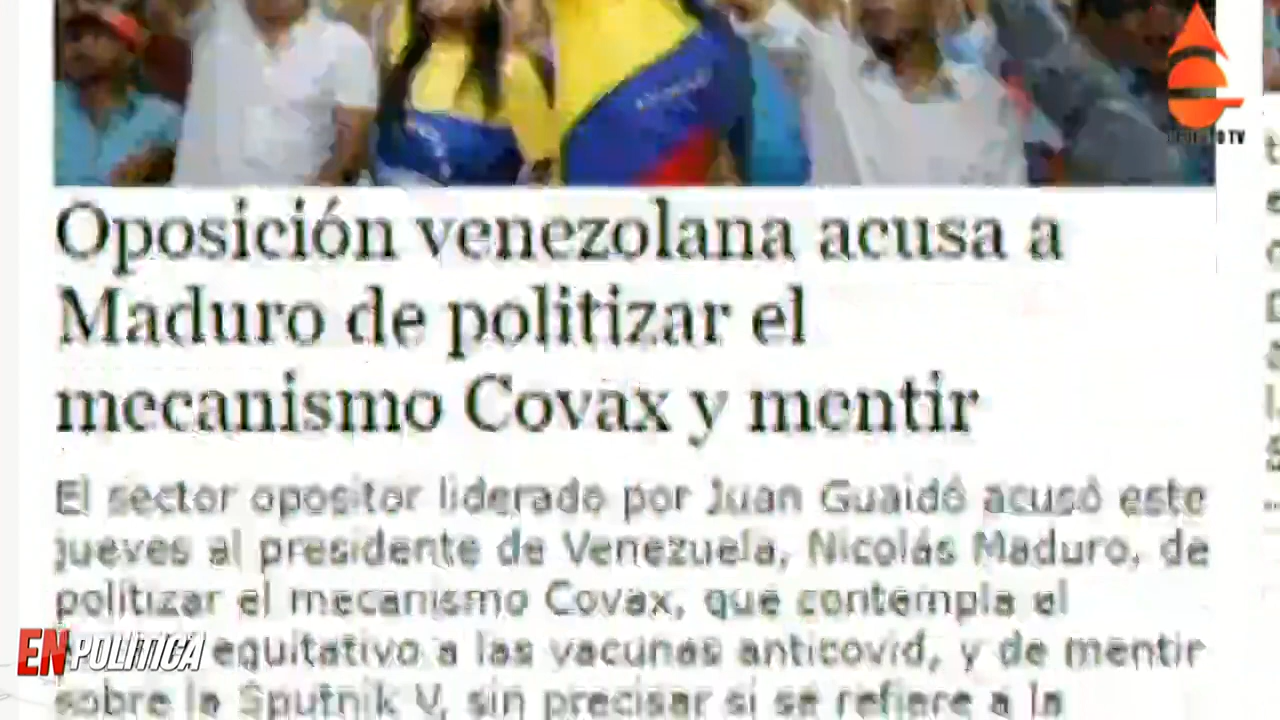 Oposición venezolana acusa a
Maduro de politizar el
mecanismo Covax y mentir
El sector opositor liderado por Juan Guaidó acusó este
jueves al presidente de Venezuela, Nicolás Maduro, de
politizar el mecanismo Covax, que contempla el
equitativo a las vacunas anticovid, y de mentir
sobre la Sputnik V, sin precisar si se refiere a la
EN POLÍTICA
TV